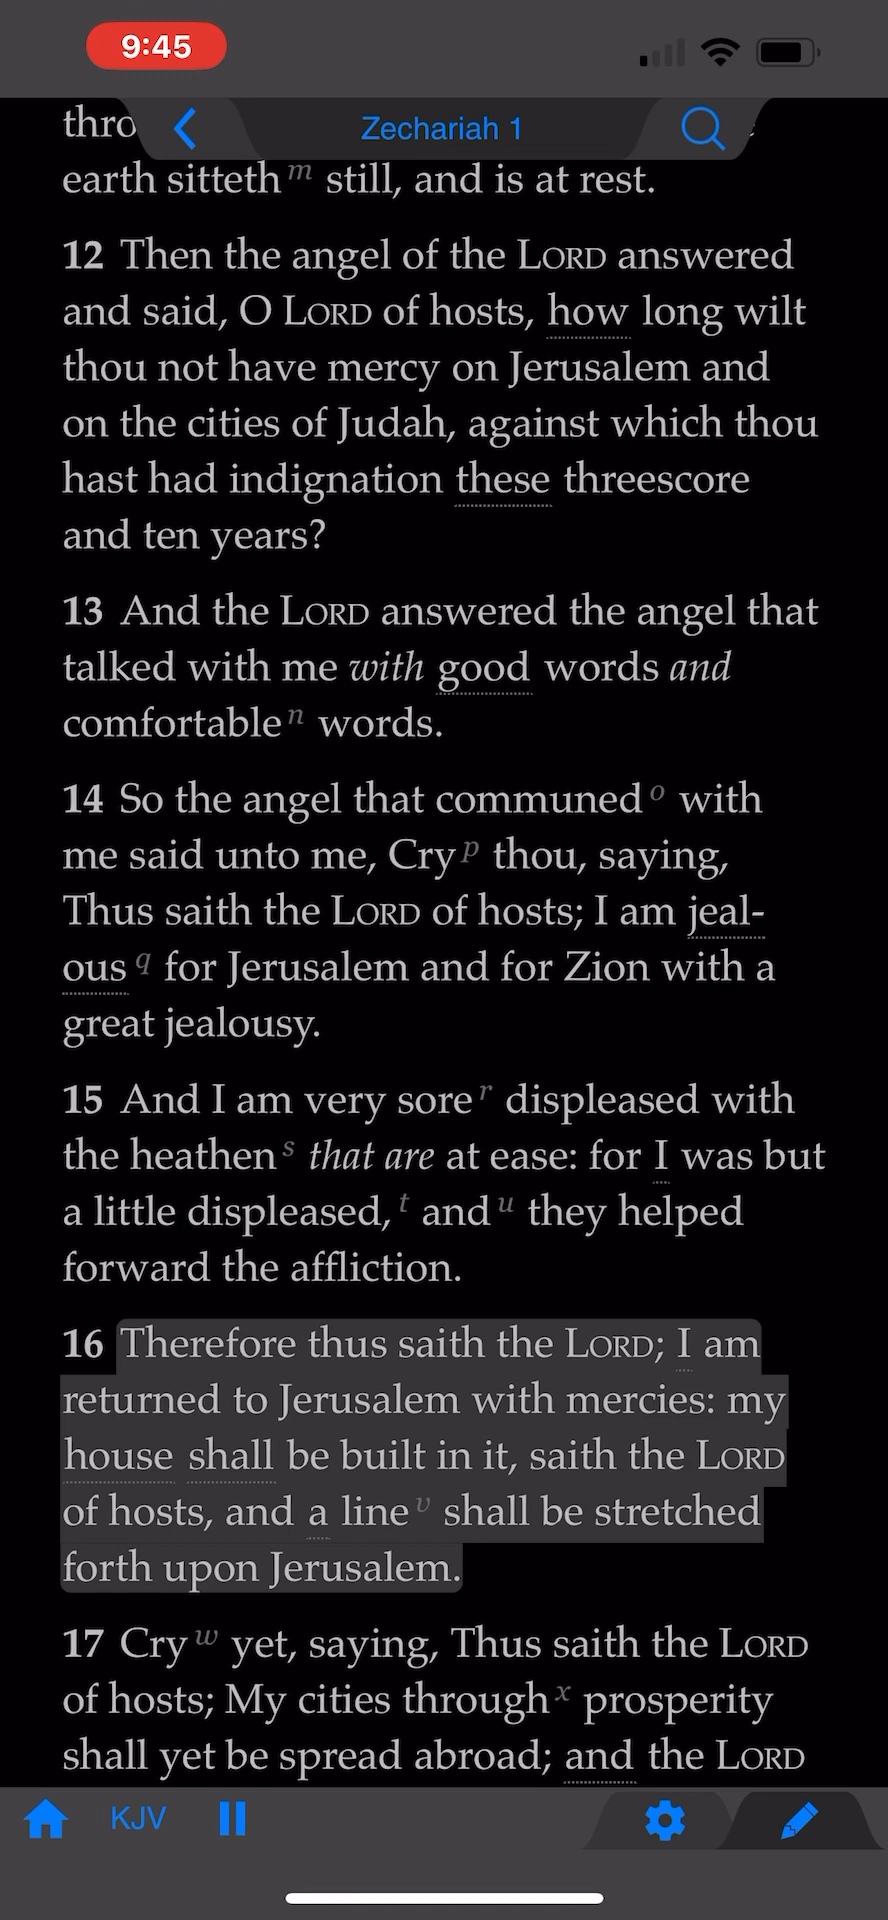 9:45
thro
Zechariah 1
earth sitteth m still, and is at rest.
12 Then the angel of the LORD answered
and said, O LORD of hosts, how long wilt
thou not have mercy on Jerusalem and
on the cities of Judah, against which thou
hast had indignation these threescore
and ten years?
13 And the LORD answered the angel that
talked with me with good words and
comfortable n words.
14 So the angel that communed o with
me said unto me, Cry p thou, saying,
Thus saith the LORD of hosts; I am jeal-
ous q for Jerusalem and for Zion with a
great jealousy.
15 And I am very sore r displeased with
the heathen s that are at ease: for I was but
a little displeased, t and u they helped
forward the affliction.
16 Therefore thus saith the LORD; I am
returned to Jerusalem with mercies: my
house shall be built in it, saith the LORD
of hosts, and a line v shall be stretched
forth upon Jerusalem.
17 Cry w yet, saying, Thus saith the LORD
of hosts; My cities through x prosperity
shall yet be spread abroad; and the LORD
KJV